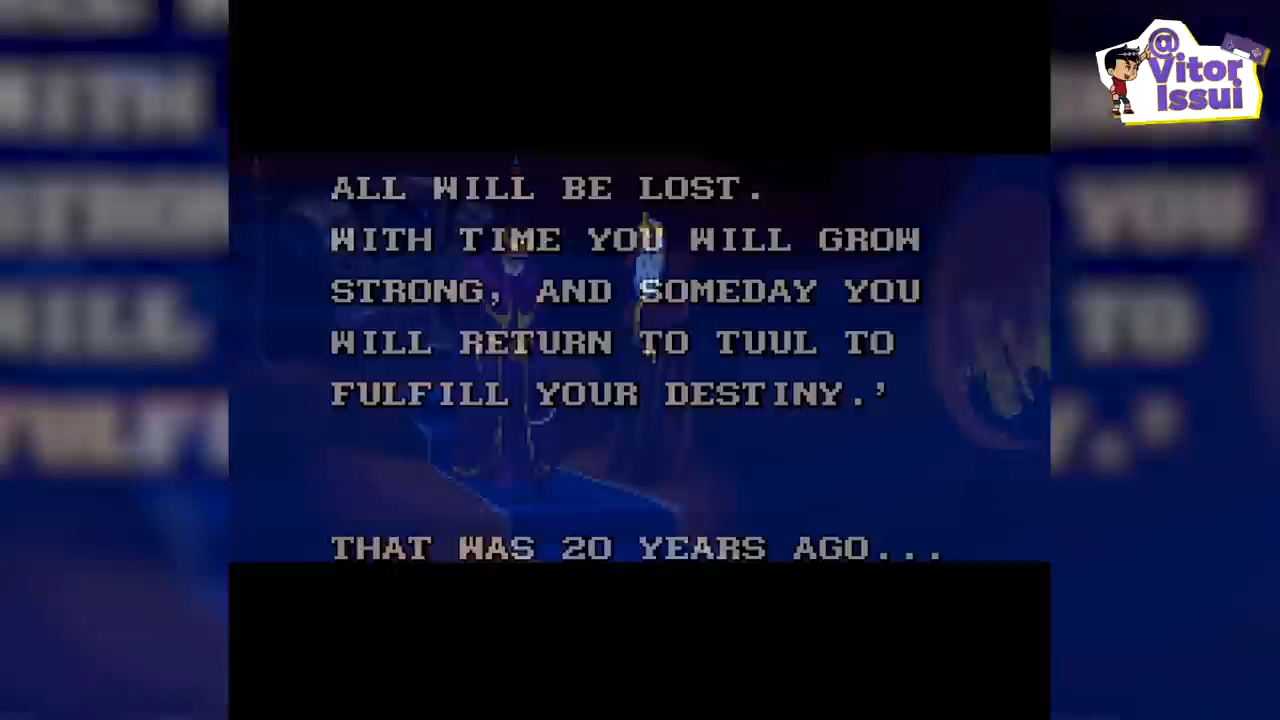 ALL WILL BE LOST.
WITH TIME YOU WILL GROW
STRONG, AND SOMEDAY YOU
WILL RETURN TO TUUL TO
FULFILL YOUR DESTINY.’
THAT WAS 20 YEARS AGO...
@
Vitor
Issui